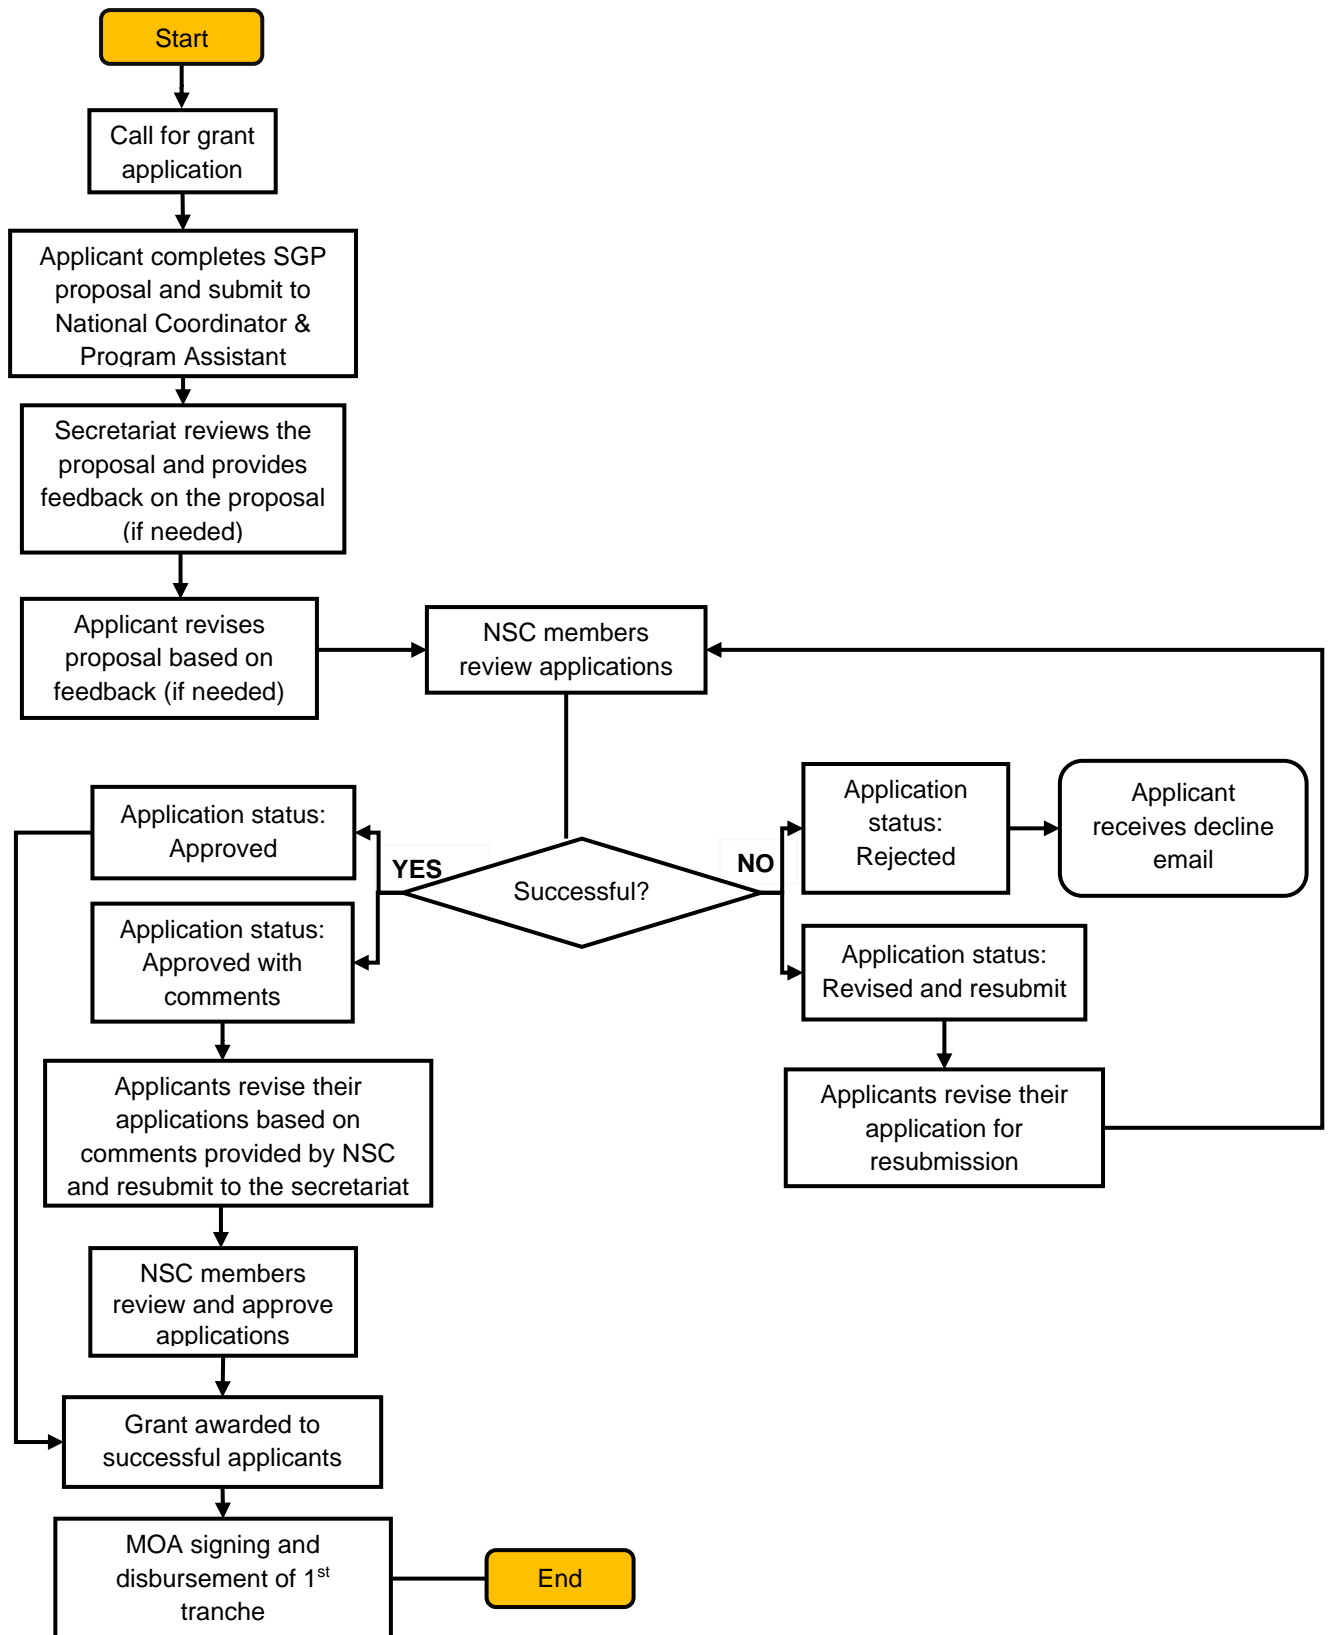 Start
Call for grant
application
Applicant completes SGP
proposal and submit to
National Coordinator &
Program Assistant
Secretariat reviews the
proposal and provides
feedback on the proposal
(if needed)
Applicant revises
proposal based on
feedback (if needed)
NSC members
review applications
Successful?
YES
NO
Application status:
Approved
Application status:
Approved with
comments
Applicants revise their
applications based on
comments provided by NSC
and resubmit to the secretariat
NSC members
review and approve
applications
Grant awarded to
successful applicants
MOA signing and
disbursement of 1st
tranche
End
Application
status:
Rejected
Applicant
receives decline
email
Application status:
Revised and resubmit
Applicants revise their
application for
resubmission